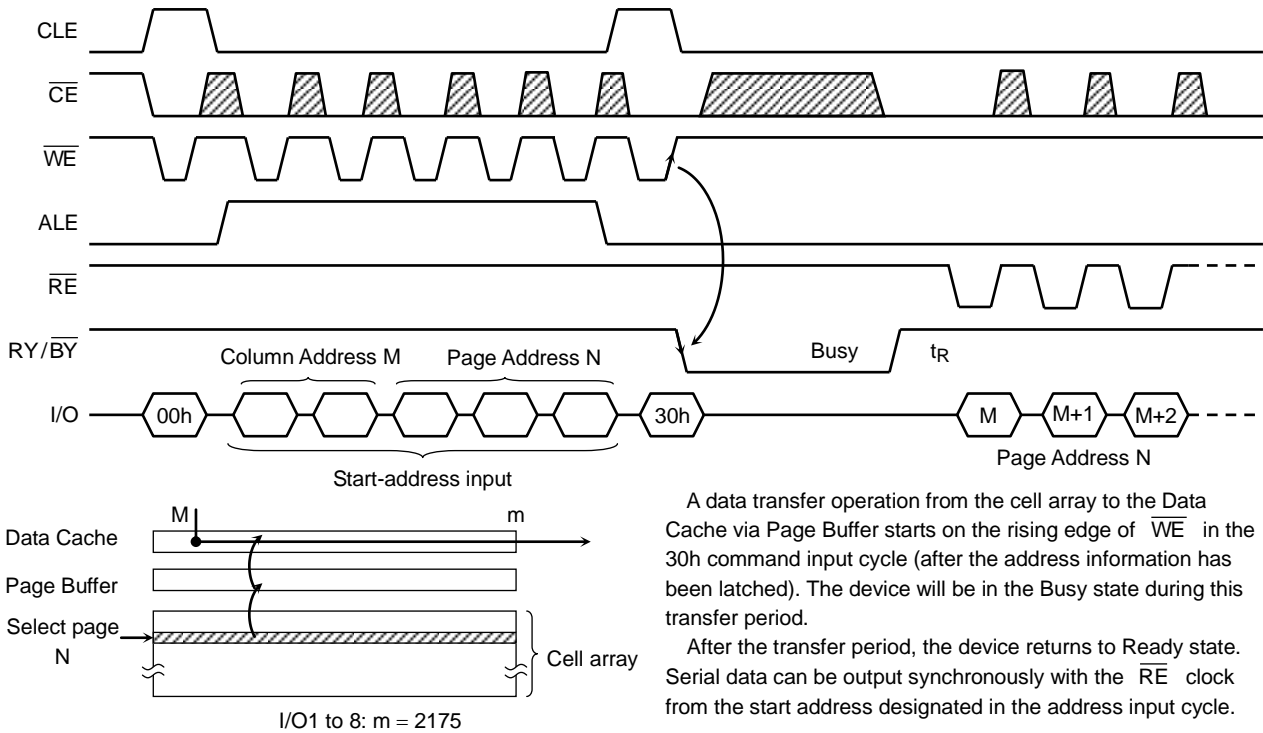 CLE
CE
WE
ALE
RE
RY/BY
Busy
tR
Column Address M
Page Address N
I/O
00h
30h
M
M+1
M+2
Start-address input
Page Address N
M
m
Data Cache
Page Buffer
Select page
N
Cell array
I/O1 to 8: m = 2175
A data transfer operation from the cell array to the Data
Cache via Page Buffer starts on the rising edge of WE in the
30h command input cycle (after the address information has
been latched). The device will be in the Busy state during this
transfer period.
After the transfer period, the device returns to Ready state.
Serial data can be output synchronously with the RE clock
from the start address designated in the address input cycle.